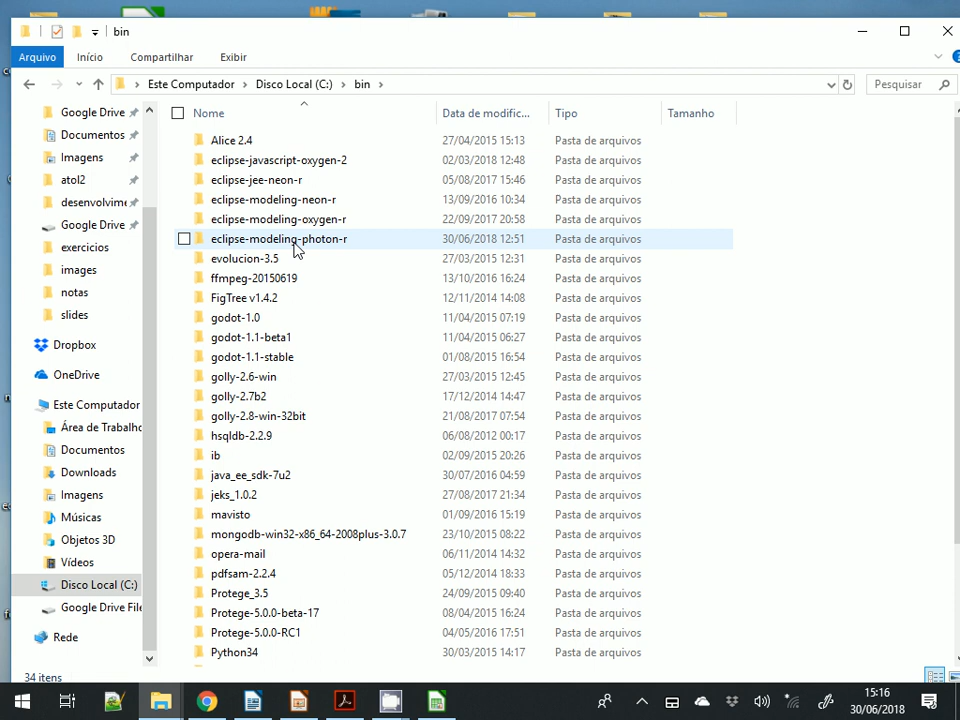 bin
Arquivo Início Compartilhar Exibir
Este Computador Disco Local (C:) bin Pesquisar
Nome Data de modific... Tipo Tamanho
Google Drive
Documentos
Imagens
atol2
desenvolvime
Google Drive
exercicios
images
notas
slides
Dropbox
OneDrive
Este Computador
Área de Trabalho
Documentos
Downloads
Imagens
Músicas
Objetos 3D
Vídeos
Disco Local (C:)
Google Drive File
Rede
Alice 2.4 27/04/2015 15:13 Pasta de arquivos
eclipse-javascript-oxygen-2 02/03/2018 12:48 Pasta de arquivos
eclipse-jee-neon-r 05/08/2017 15:46 Pasta de arquivos
eclipse-modeling-neon-r 13/09/2016 10:34 Pasta de arquivos
eclipse-modeling-oxygen-r 22/09/2017 20:58 Pasta de arquivos
eclipse-modeling-photon-r 30/06/2018 12:51 Pasta de arquivos
evolucion-3.5 27/03/2015 12:31 Pasta de arquivos
ffmpeg-20150619 13/10/2016 16:24 Pasta de arquivos
FigTree v1.4.2 12/11/2014 14:08 Pasta de arquivos
godot-1.0 11/04/2015 07:19 Pasta de arquivos
godot-1.1-beta1 11/04/2015 06:27 Pasta de arquivos
godot-1.1-stable 01/08/2015 16:54 Pasta de arquivos
golly-2.6-win 27/03/2015 12:45 Pasta de arquivos
golly-2.7b2 17/12/2014 14:47 Pasta de arquivos
golly-2.8-win-32bit 21/08/2017 07:54 Pasta de arquivos
hsqldb-2.2.9 06/08/2012 00:17 Pasta de arquivos
ib 02/09/2015 20:26 Pasta de arquivos
java_ee_sdk-7u2 30/07/2016 04:59 Pasta de arquivos
jeks_1.0.2 27/08/2017 21:34 Pasta de arquivos
mavisto 01/09/2016 15:19 Pasta de arquivos
mongodb-win32-x86_64-2008plus-3.0.7 23/10/2015 08:22 Pasta de arquivos
opera-mail 06/11/2014 14:32 Pasta de arquivos
pdfsam-2.2.4 05/12/2014 18:33 Pasta de arquivos
Protege_3.5 24/09/2015 09:40 Pasta de arquivos
Protege-5.0.0-beta-17 08/04/2015 16:24 Pasta de arquivos
Protege-5.0.0-RC1 04/05/2016 17:51 Pasta de arquivos
Python34 30/03/2015 14:17 Pasta de arquivos
34 itens
15:16
30/06/2018